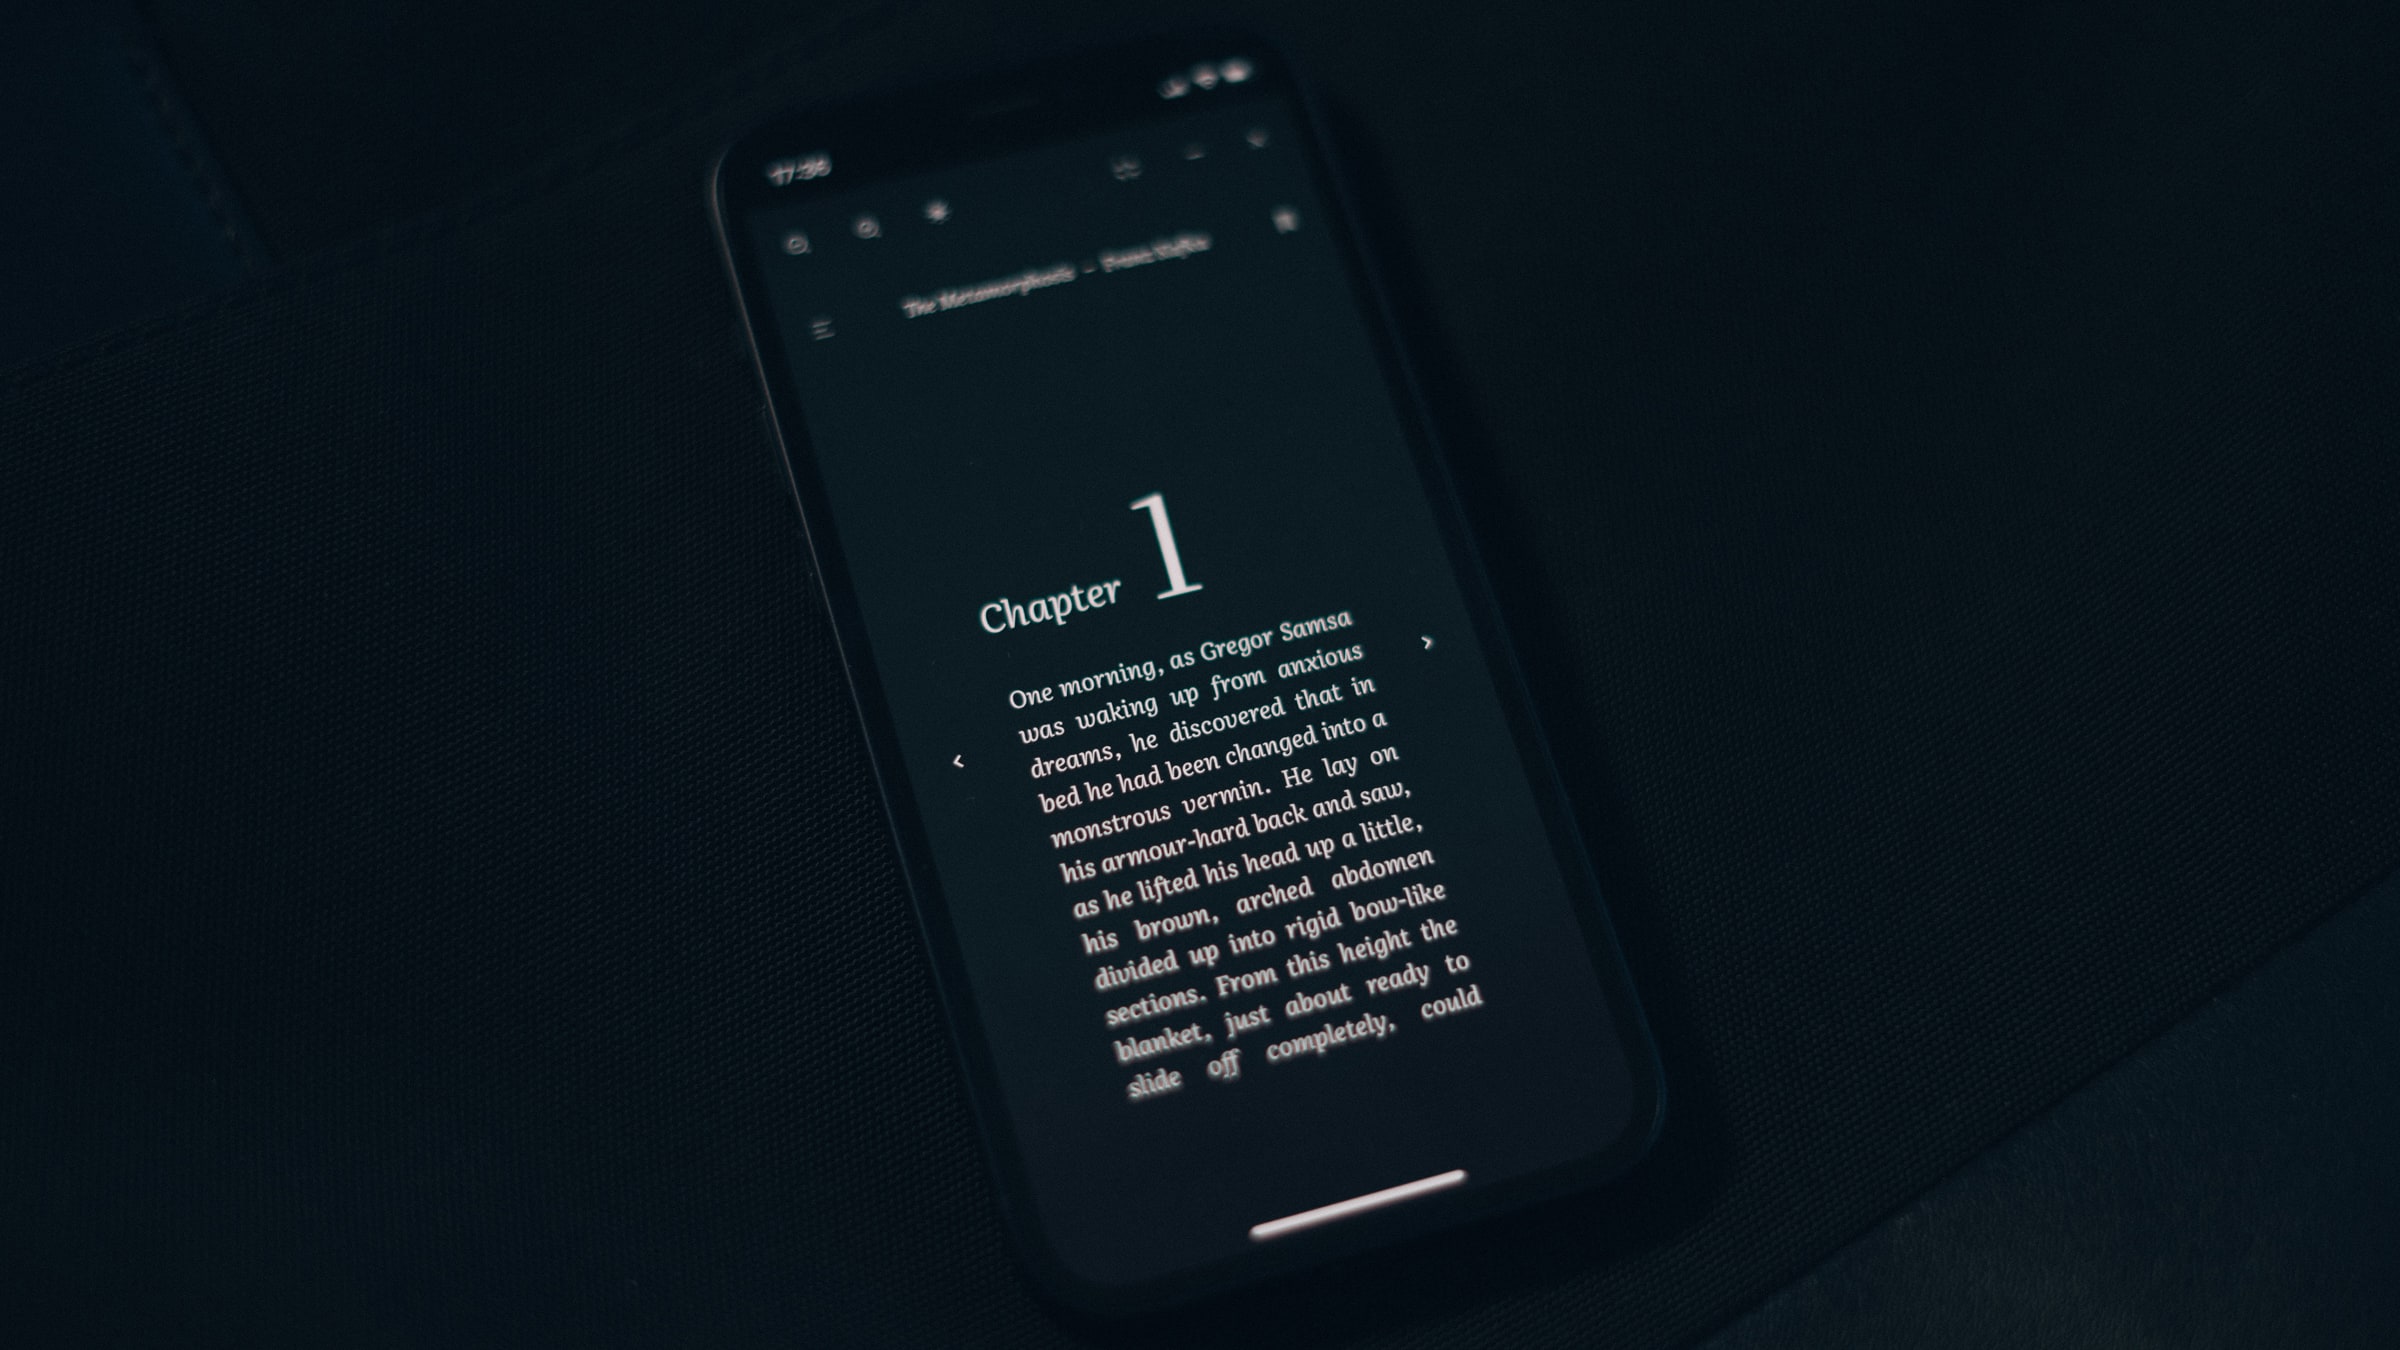 17:36
The Metamorphosis – Franz Kafka
Chapter 1
One morning, as Gregor Samsa
was waking up from anxious
dreams, he discovered that in
bed he had been changed into a
monstrous vermin. He lay on
his armour-hard back and saw,
as he lifted his head up a little,
his brown, arched abdomen
divided up into rigid bow-like
sections. From this height the
blanket, just about ready to
slide off completely, could